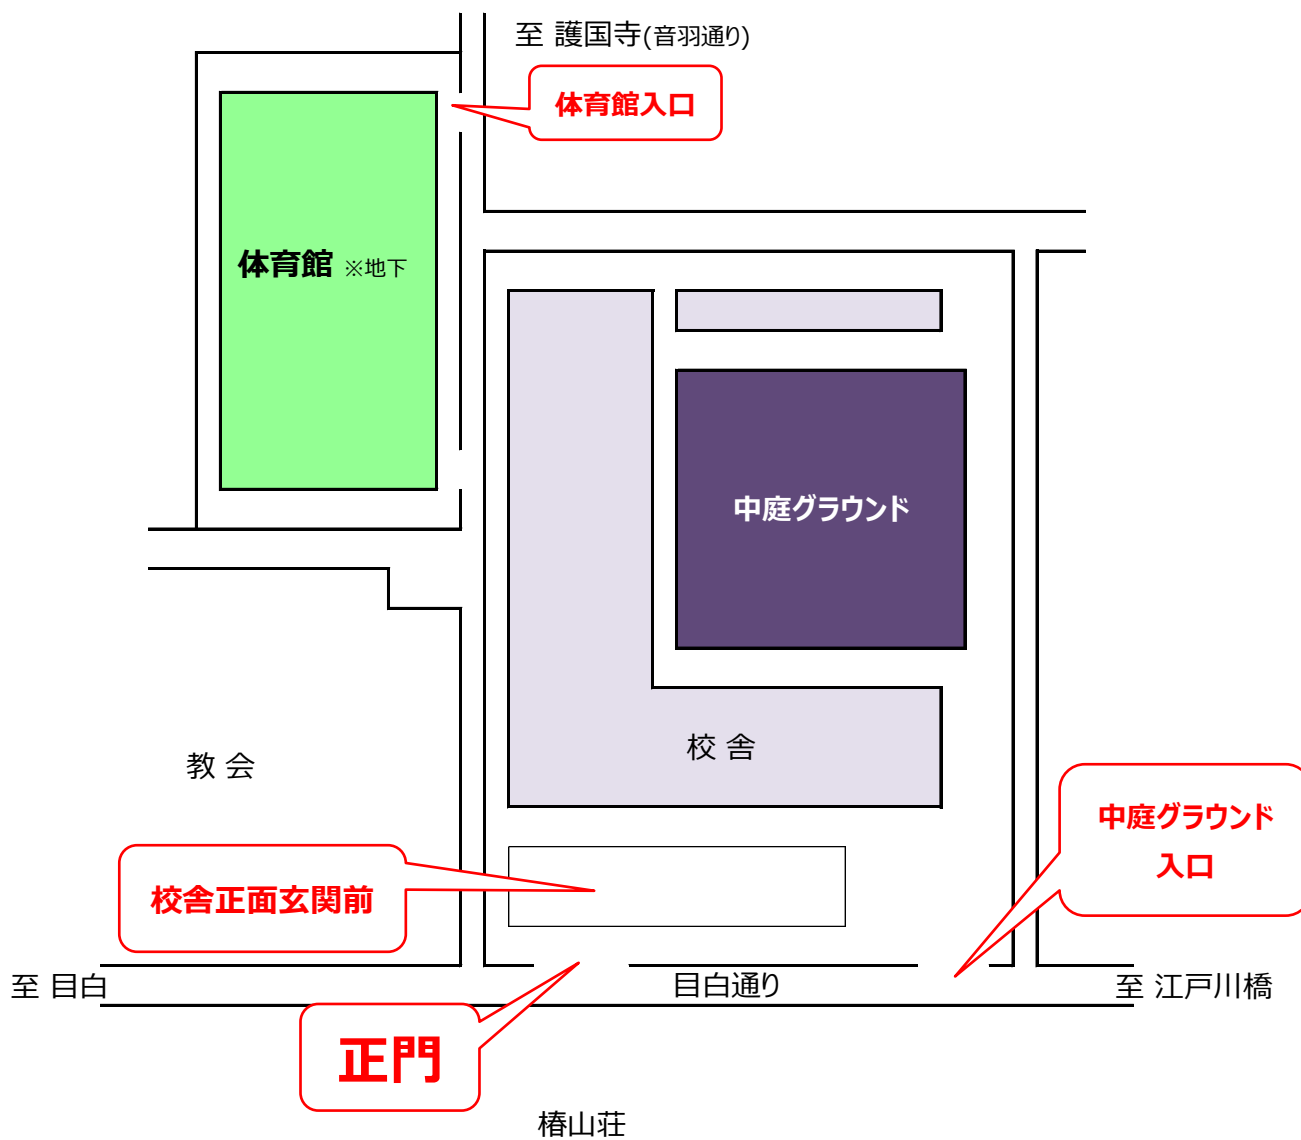 至 護国寺(音羽通り)
体育館入口
体育館 ※地下
中庭グラウンド
校 舎
教 会
中庭グラウンド
入口
校舎正面玄関前
至 目白
目白通り
至 江戸川橋
正門
椿山荘